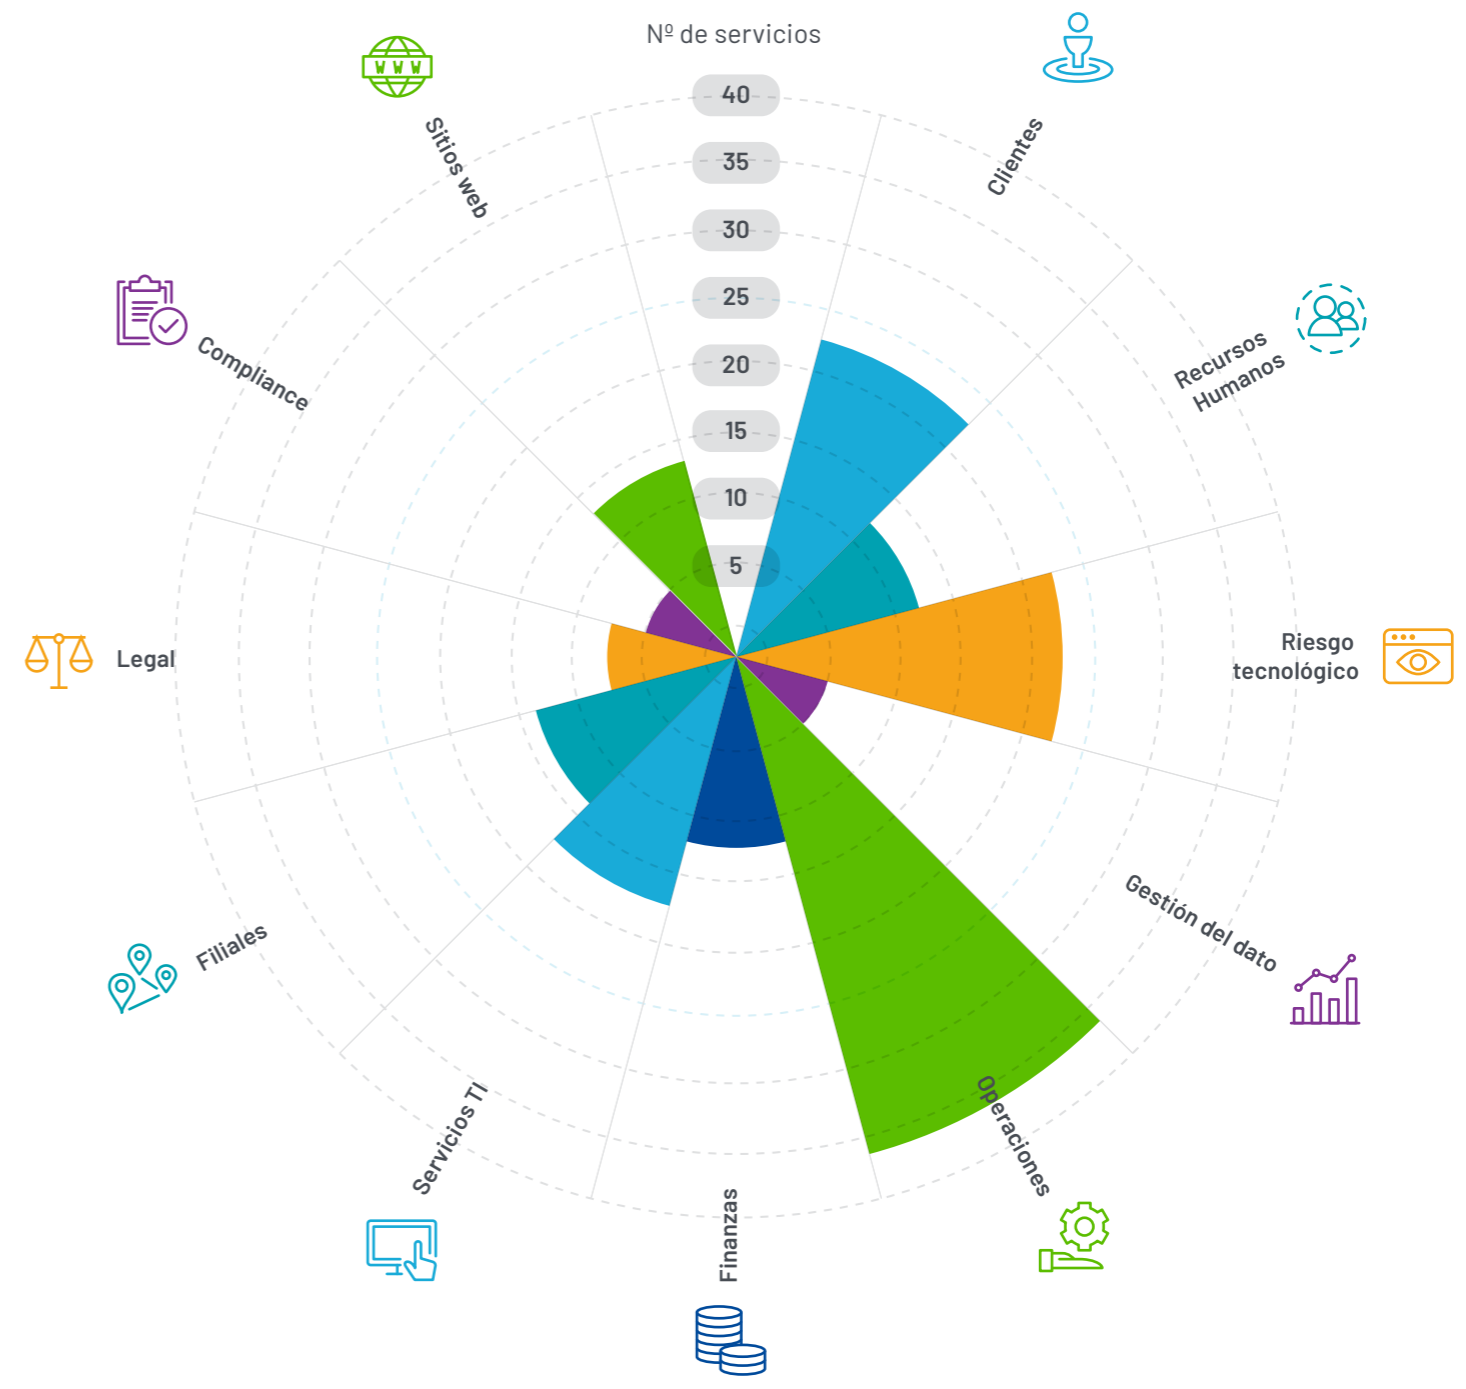 Nº de servicios
40
35
30
25
20
15
10
5
Clientes
Recursos
Humanos
Riesgo
tecnológico
Gestión del dato
Operaciones
Finanzas
Servicios TI
Filiales
Legal
Compliance
Sitios web
WWW